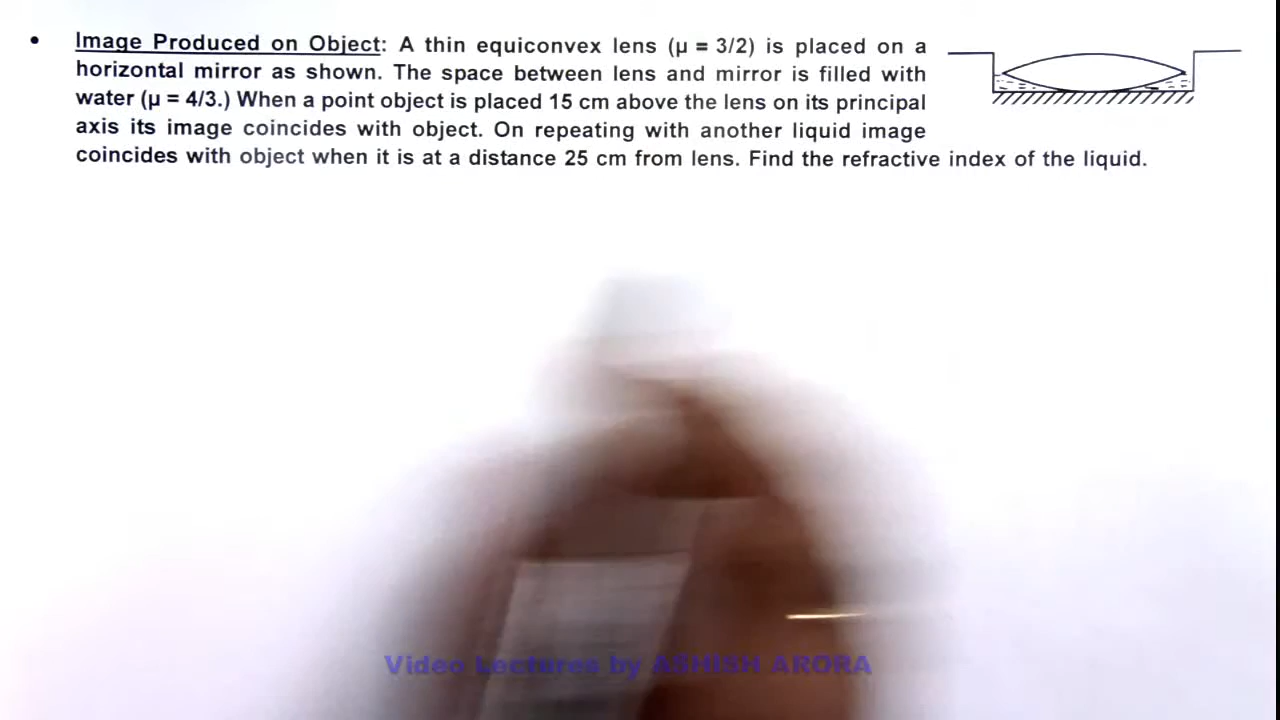 • Image Produced on Object: A thin equiconvex lens (μ = 3/2) is placed on a
horizontal mirror as shown. The space between lens and mirror is filled with
water (μ = 4/3.) When a point object is placed 15 cm above the lens on its principal
axis its image coincides with object. On repeating with another liquid image
coincides with object when it is at a distance 25 cm from lens. Find the refractive index of the liquid.
Video Lectures by ASHISH ARORA